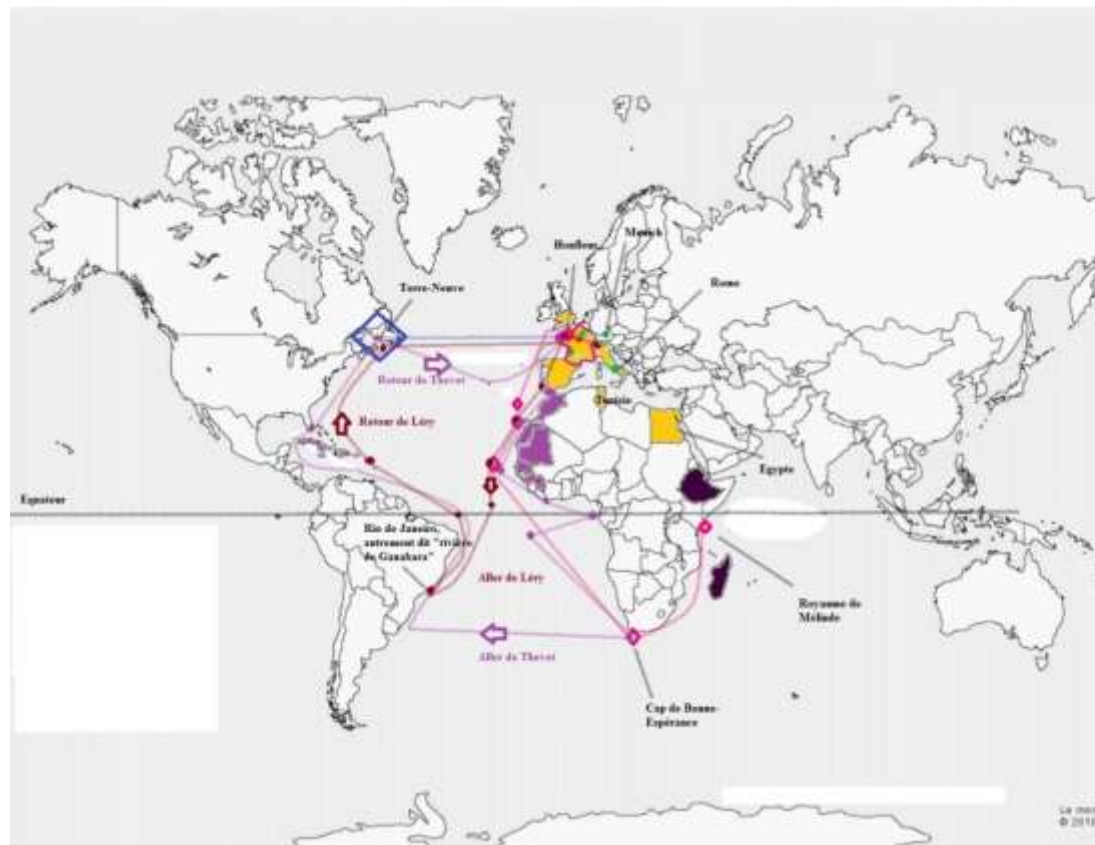 Honfleur
Munich
Rome
Terre-Neuve
Retour de Thevet
Tunisie
Retour de Léry
Egypte
Equateur
Rio de Janeiro,
autrement dit "rivière
de Ganabara"
Aller de Léry
Royaume de
Mélinde
Aller de Thevet
Cap de Bonne-
Espérance
© 201